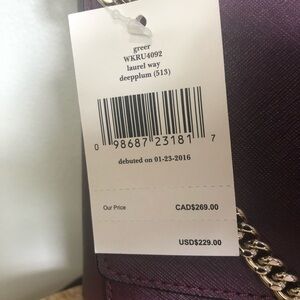 greer
WKRU4092
laurel way
deepplum (513)
0 98687 23181 7
debuted on 01-23-2016
Our Price CAD$269.00
USD$229.00